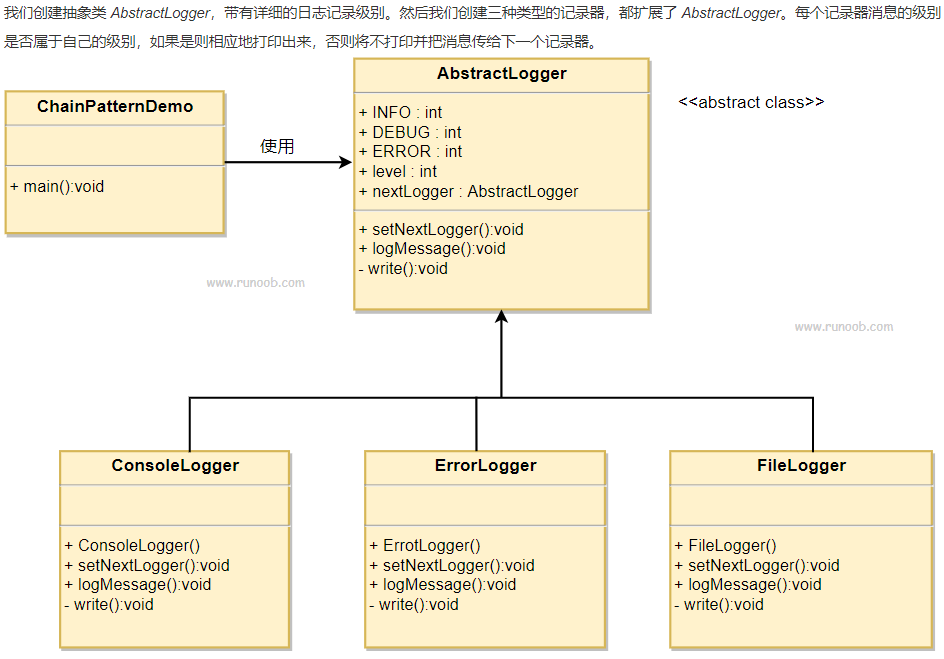 我们创建抽象类 AbstractLogger，带有详细的日志记录级别。然后我们创建三种类型的记录器，都扩展了 AbstractLogger。每个记录器消息的级别
是否属于自己的级别，如果是则相应地打印出来，否则将不打印并把消息传给下一个记录器。
AbstractLogger
<<abstract class>>
ChainPatternDemo
+ INFO : int
+ DEBUG : int
+ ERROR : int
+ level : int
+ nextLogger : AbstractLogger
使用
+ main():void
+ setNextLogger():void
+ logMessage():void
- write():void
www.runoob.com
www.runoob.com
ConsoleLogger
+ ConsoleLogger()
+ setNextLogger():void
+ logMessage():void
- write():void
ErrorLogger
+ ErrotLogger()
+ setNextLogger():void
+ logMessage():void
- write():void
FileLogger
+ FileLogger()
+ setNextLogger():void
+ logMessage():void
- write():void